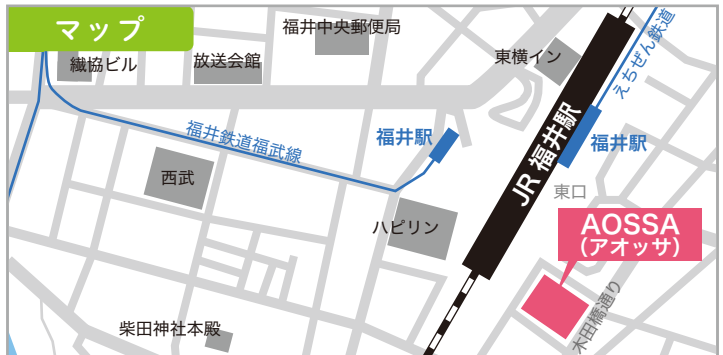 マップ
福井中央郵便局
繊協ビル
放送会館
東横イン
えちぜん鉄道
福井鉄道福武線
福井駅
JR 福井駅
福井駅
西武
東口
ハピリン
AOSSA
(アオッサ)
木田橋通り
柴田神社本殿